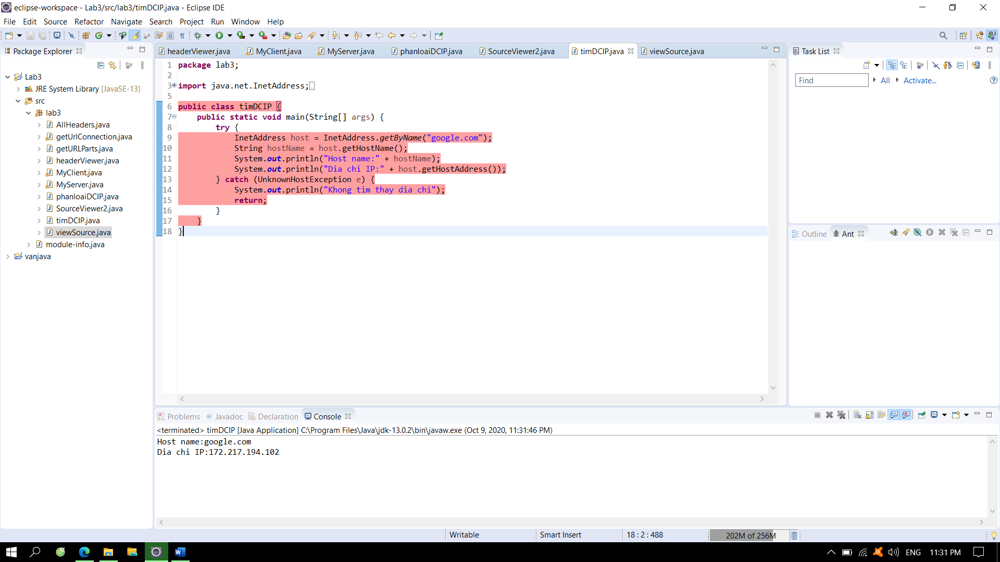 eclipse-workspace - Lab3/src/lab3/timDCIP.java - Eclipse IDE
File Edit Source Refactor Navigate Search Project Run Window Help
Package Explorer
Lab3
JRE System Library [JavaSE-13]
src
lab3
AllHeaders.java
getUrlConnection.java
getURLParts.java
headerViewer.java
MyClient.java
MyServer.java
phanloaiDCIP.java
SourceViewer2.java
timDCIP.java
viewSource.java
module-info.java
vanjava
headerViewer.java MyClient.java MyServer.java phanloaiDCIP.java SourceViewer2.java timDCIP.java viewSource.java
1 package lab3;
2
3 import java.net.InetAddress;
5
6 public class timDCIP {
7 public static void main(String[] args) {
8 try {
9 InetAddress host = InetAddress.getByName("google.com");
10 String hostName = host.getHostName();
11 System.out.println("Host name:" + hostName);
12 System.out.println("Dia chi IP:" + host.getHostAddress());
13 } catch (UnknownHostException e) {
14 System.out.println("Khong tim thay dia chi");
15 return;
16 }
17 }
18 }
Task List
Find All Activate...
Outline Ant
Problems Javadoc Declaration Console
<terminated> timDCIP [Java Application] C:\Program Files\Java\jdk-13.0.2\bin\javaw.exe (Oct 9, 2020, 11:31:46 PM)
Host name:google.com
Dia chi IP:172.217.194.102
Writable Smart Insert 18 : 2 : 488 202M of 256M
ENG 11:31 PM